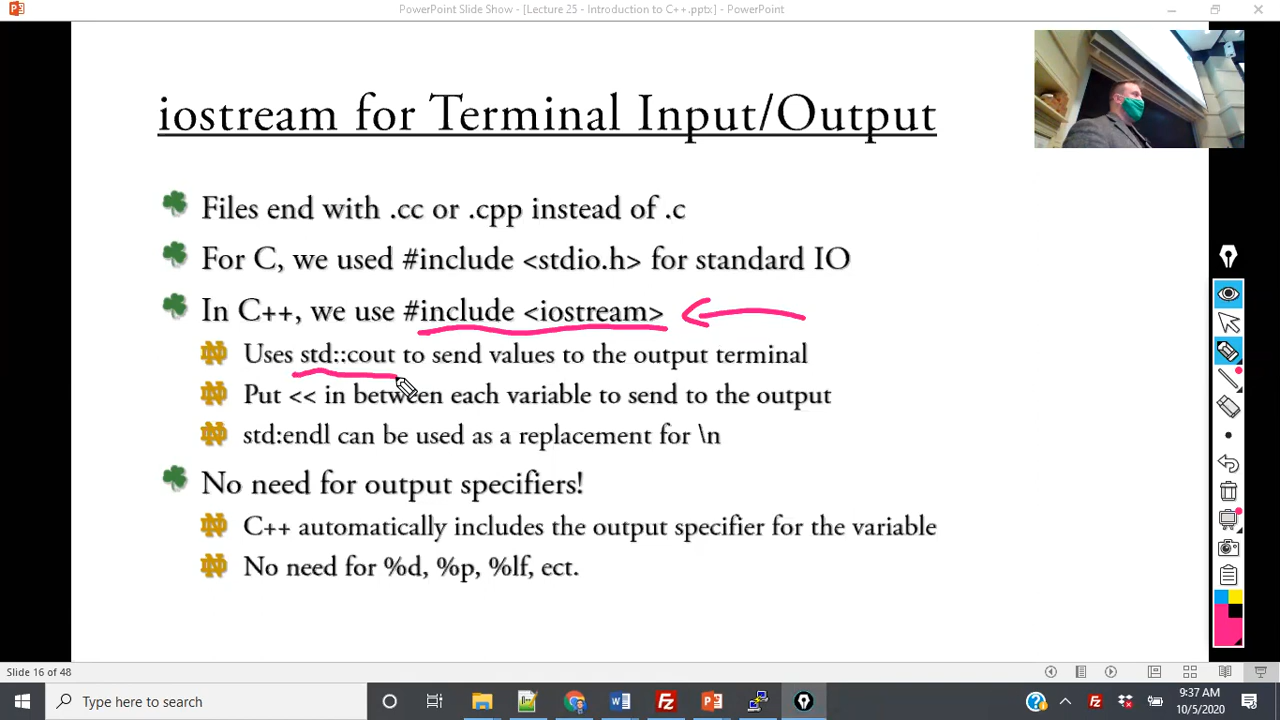 PowerPoint Slide Show - [Lecture 25 - Introduction to C++.pptx] - PowerPoint
iostream for Terminal Input/Output
Files end with .cc or .cpp instead of .c
For C, we used #include <stdio.h> for standard IO
In C++, we use #include <iostream>
Uses std::cout to send values to the output terminal
Put << in between each variable to send to the output
std:endl can be used as a replacement for \n
No need for output specifiers!
C++ automatically includes the output specifier for the variable
No need for %d, %p, %lf, ect.
Slide 16 of 48
Type here to search
9:37 AM
10/5/2020